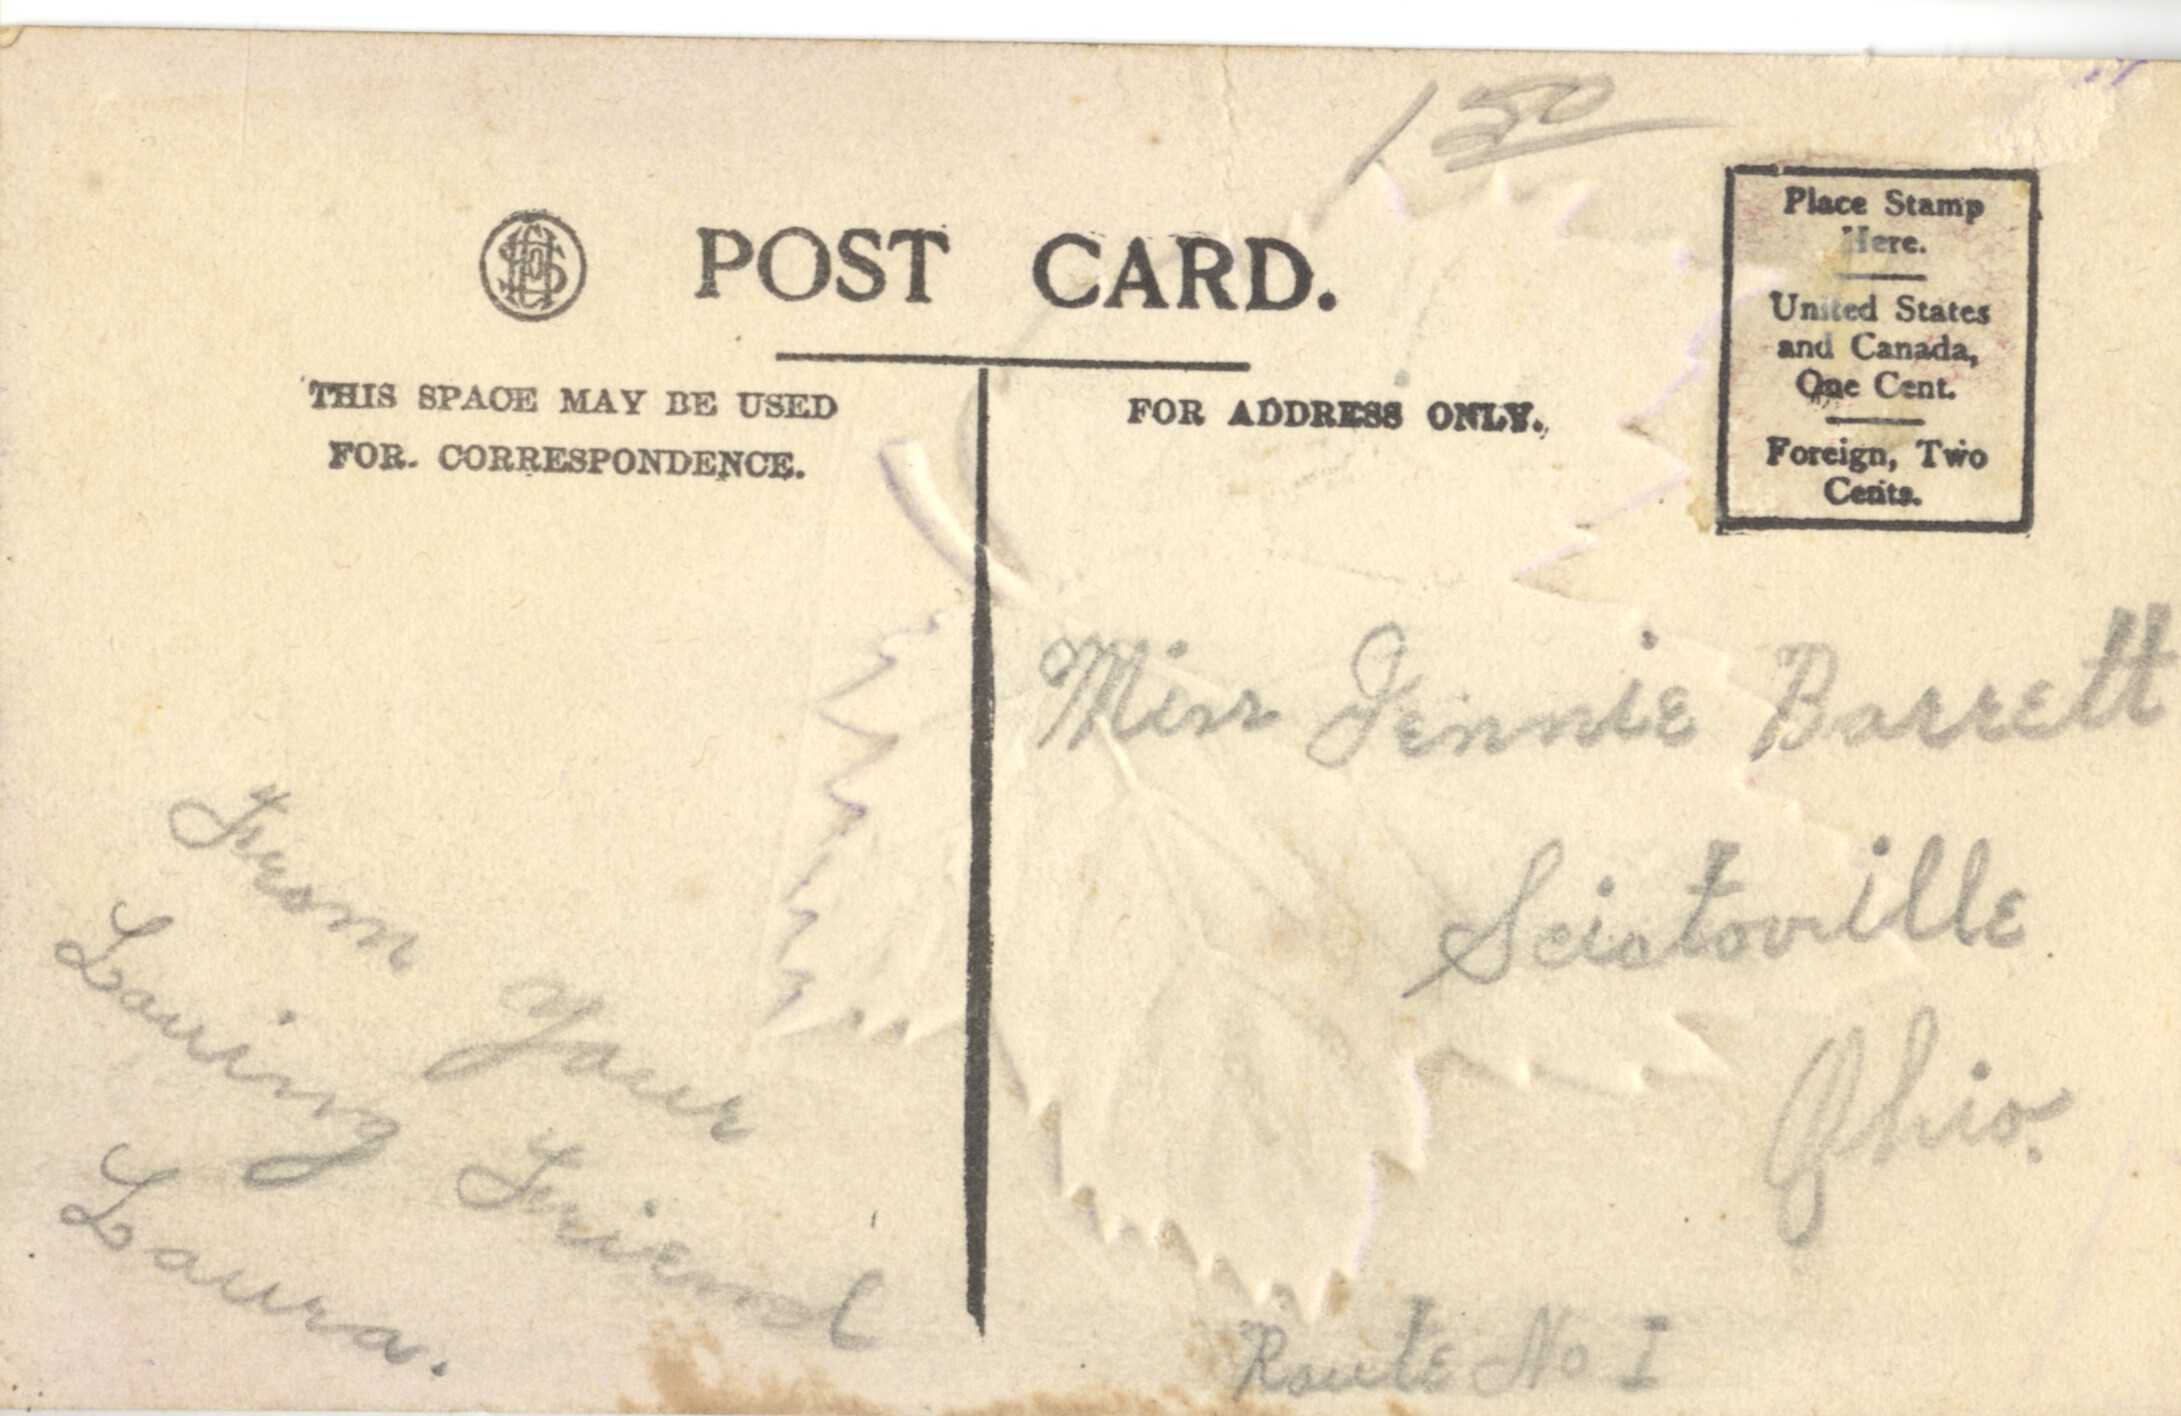 1 50
POST CARD.
THIS SPACE MAY BE USED
FOR CORRESPONDENCE.
FOR ADDRESS ONLY.
Place Stamp
Here.
United States
and Canada,
One Cent.
Foreign, Two
Cents.
From your
Loving Friend
Laura.
Miss Jennie Barrett
Sciotoville
Ohio.
Route No I